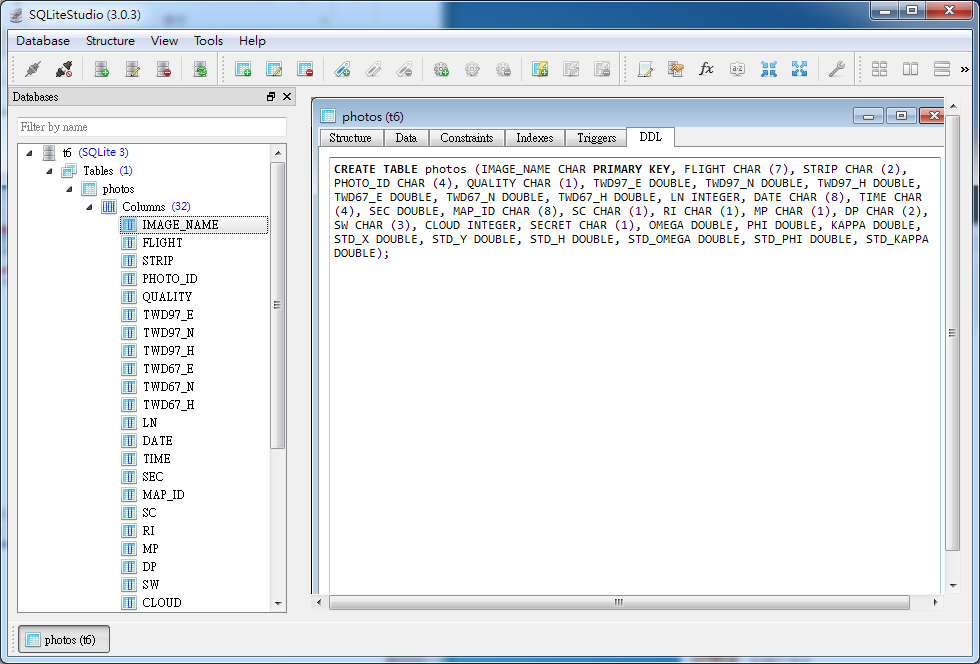 SQLiteStudio (3.0.3)
Database Structure View Tools Help
Databases
Filter by name
t6 (SQLite 3)
Tables (1)
photos
Columns (32)
IMAGE_NAME
FLIGHT
STRIP
PHOTO_ID
QUALITY
TWD97_E
TWD97_N
TWD97_H
TWD67_E
TWD67_N
TWD67_H
LN
DATE
TIME
SEC
MAP_ID
SC
RI
MP
DP
SW
CLOUD
photos (t6)
Structure Data Constraints Indexes Triggers DDL
CREATE TABLE photos (IMAGE_NAME CHAR PRIMARY KEY, FLIGHT CHAR (7), STRIP CHAR (2),
PHOTO_ID CHAR (4), QUALITY CHAR (1), TWD97_E DOUBLE, TWD97_N DOUBLE, TWD97_H DOUBLE,
TWD67_E DOUBLE, TWD67_N DOUBLE, TWD67_H DOUBLE, LN INTEGER, DATE CHAR (8), TIME CHAR
(4), SEC DOUBLE, MAP_ID CHAR (8), SC CHAR (1), RI CHAR (1), MP CHAR (1), DP CHAR (2),
SW CHAR (3), CLOUD INTEGER, SECRET CHAR (1), OMEGA DOUBLE, PHI DOUBLE, KAPPA DOUBLE,
STD_X DOUBLE, STD_Y DOUBLE, STD_H DOUBLE, STD_OMEGA DOUBLE, STD_PHI DOUBLE, STD_KAPPA
DOUBLE);
photos (t6)